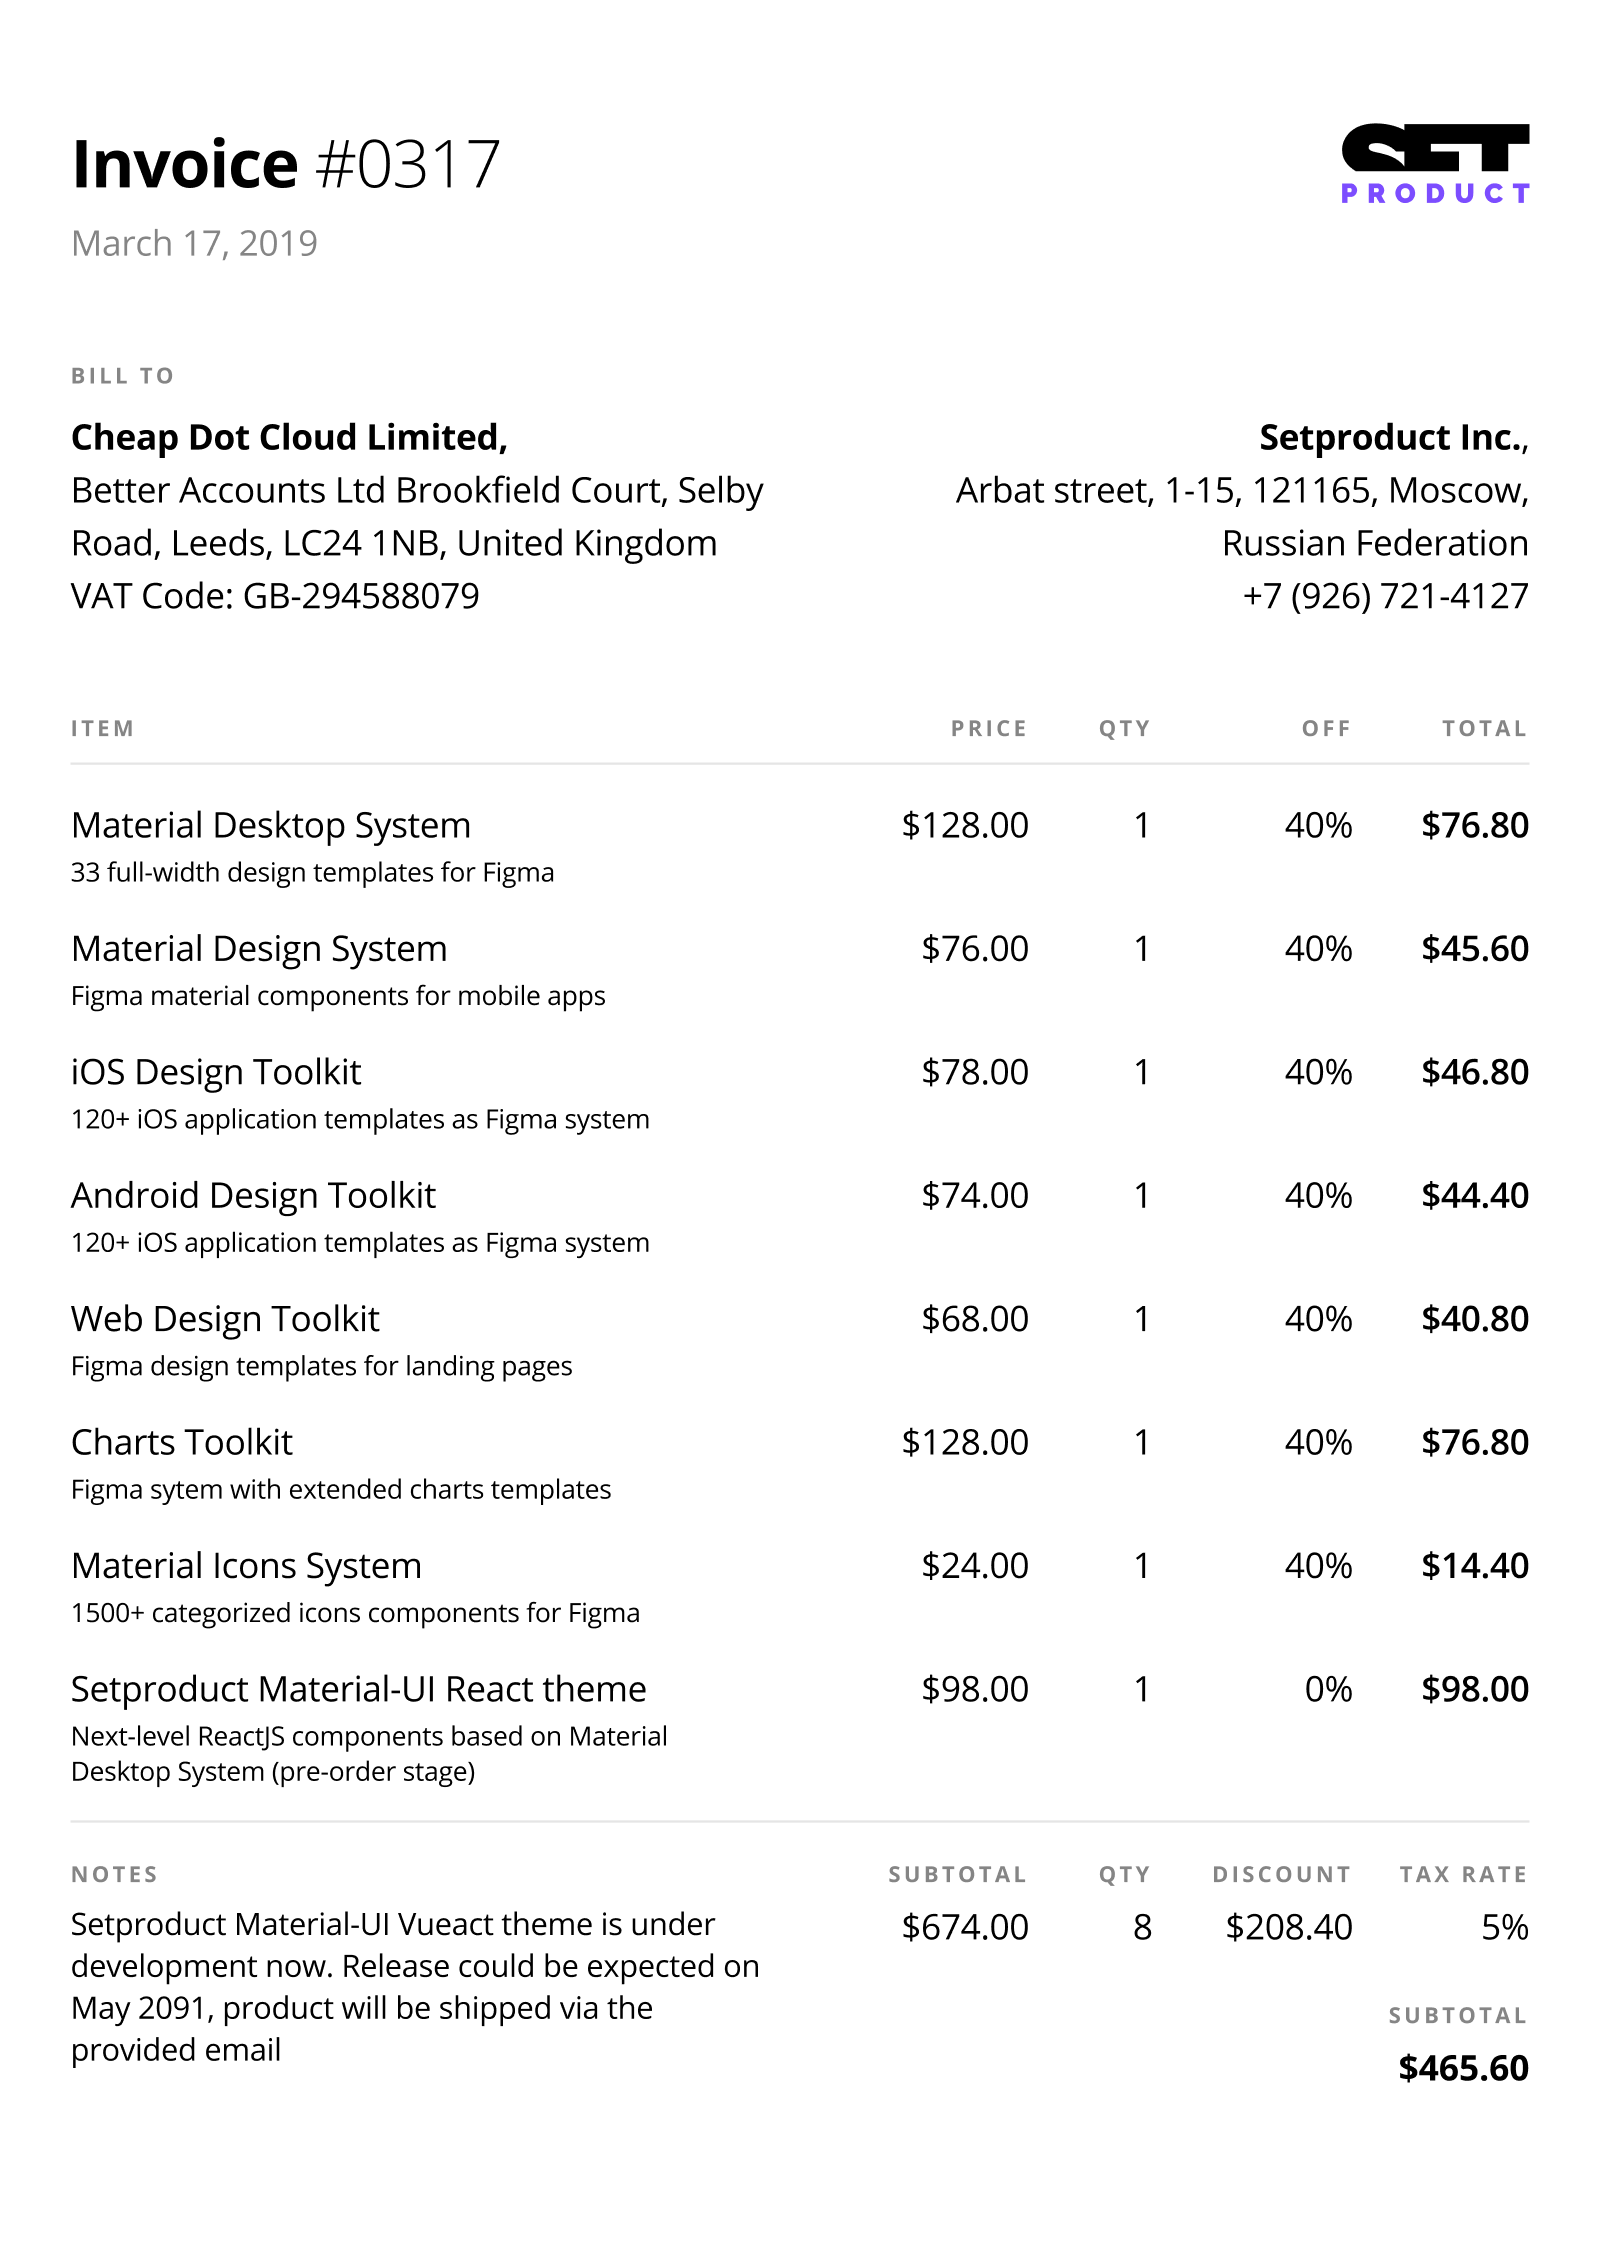 Invoice #0317
SET
PRODUCT
March 17, 2019
BILL TO
Cheap Dot Cloud Limited,
Better Accounts Ltd Brookfield Court, Selby
Road, Leeds, LC24 1NB, United Kingdom
VAT Code: GB-294588079
Setproduct Inc.,
Arbat street, 1-15, 121165, Moscow,
Russian Federation
+7 (926) 721-4127
ITEM PRICE QTY OFF TOTAL
Material Desktop System $128.00 1 40% $76.80
33 full-width design templates for Figma
Material Design System $76.00 1 40% $45.60
Figma material components for mobile apps
iOS Design Toolkit $78.00 1 40% $46.80
120+ iOS application templates as Figma system
Android Design Toolkit $74.00 1 40% $44.40
120+ iOS application templates as Figma system
Web Design Toolkit $68.00 1 40% $40.80
Figma design templates for landing pages
Charts Toolkit $128.00 1 40% $76.80
Figma sytem with extended charts templates
Material Icons System $24.00 1 40% $14.40
1500+ categorized icons components for Figma
Setproduct Material-UI React theme $98.00 1 0% $98.00
Next-level ReactJS components based on Material
Desktop System (pre-order stage)
NOTES
Setproduct Material-UI Vueact theme is under
development now. Release could be expected on
May 2091, product will be shipped via the
provided email
SUBTOTAL QTY DISCOUNT TAX RATE
$674.00 8 $208.40 5%
SUBTOTAL
$465.60